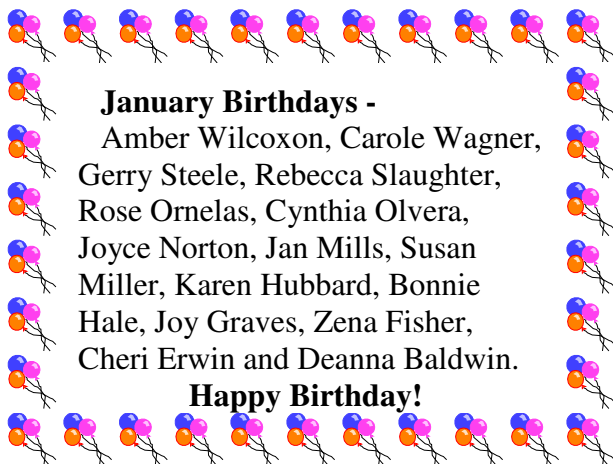 January Birthdays -
Amber Wilcoxon, Carole Wagner,
Gerry Steele, Rebecca Slaughter,
Rose Ornelas, Cynthia Olvera,
Joyce Norton, Jan Mills, Susan
Miller, Karen Hubbard, Bonnie
Hale, Joy Graves, Zena Fisher,
Cheri Erwin and Deanna Baldwin.
Happy Birthday!